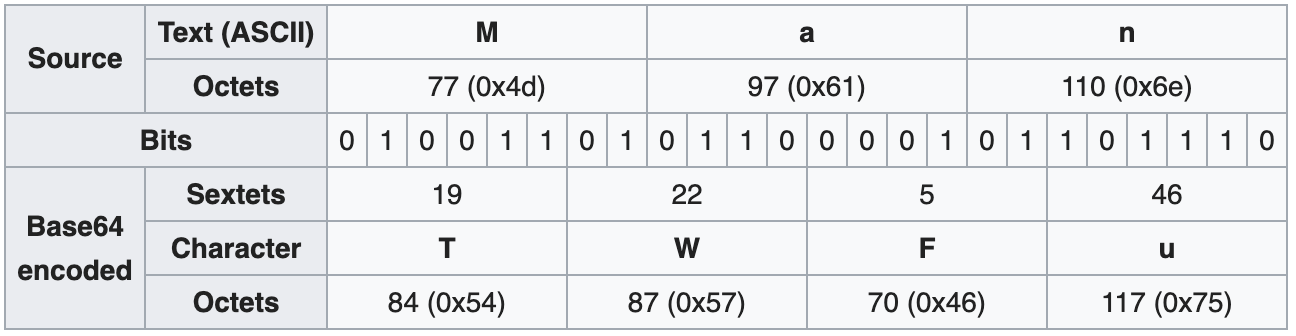 Source Text (ASCII) M a n
Octets 77 (0x4d) 97 (0x61) 110 (0x6e)
Bits 0 1 0 0 1 1 0 1 0 1 1 0 0 0 0 1 0 1 1 0 1 1 1 0
Base64 encoded Sextets 19 22 5 46
Character T W F u
Octets 84 (0x54) 87 (0x57) 70 (0x46) 117 (0x75)